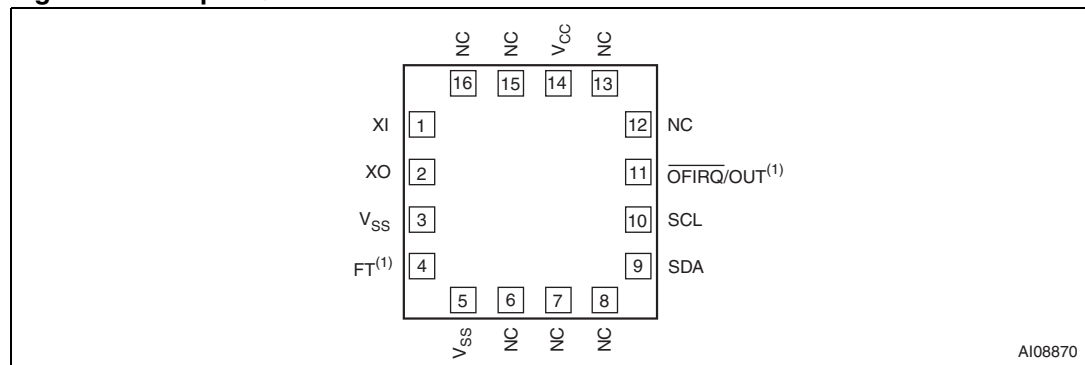 NC NC VCC NC
16 15 14 13
XI 1 12 NC
XO 2 11 OFIRQ/OUT(1)
VSS 3 10 SCL
FT(1) 4 9 SDA
5 6 7 8
VSS NC NC NC
AI08870